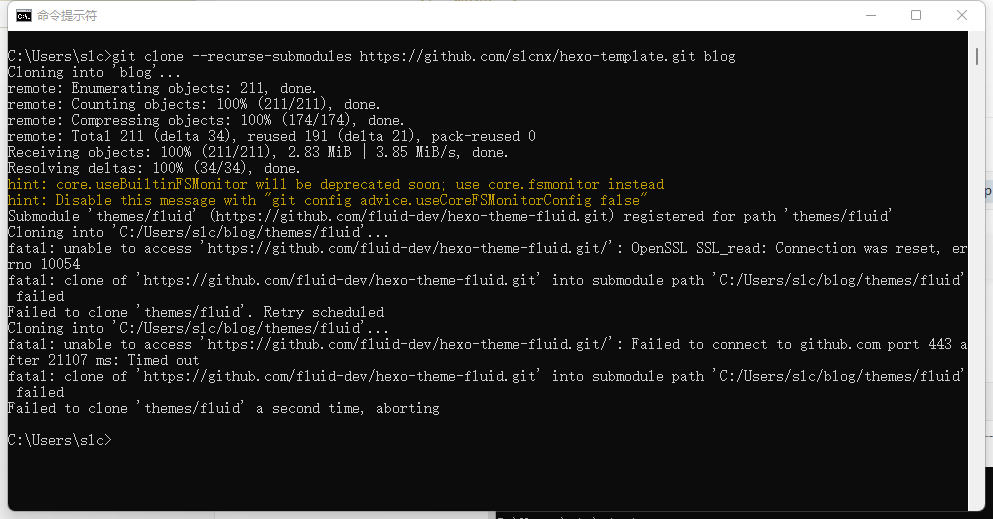 命令提示符
C:\Users\slc>git clone --recurse-submodules https://github.com/slcnx/hexo-template.git blog
Cloning into 'blog'...
remote: Enumerating objects: 211, done.
remote: Counting objects: 100% (211/211), done.
remote: Compressing objects: 100% (174/174), done.
remote: Total 211 (delta 34), reused 191 (delta 21), pack-reused 0
Receiving objects: 100% (211/211), 2.83 MiB | 3.85 MiB/s, done.
Resolving deltas: 100% (34/34), done.
hint: core.useBuiltinFSMonitor will be deprecated soon; use core.fsmonitor instead
hint: Disable this message with "git config advice.useCoreFSMonitorConfig false"
Submodule 'themes/fluid' (https://github.com/fluid-dev/hexo-theme-fluid.git) registered for path 'themes/fluid'
Cloning into 'C:/Users/slc/blog/themes/fluid'...
fatal: unable to access 'https://github.com/fluid-dev/hexo-theme-fluid.git/': OpenSSL SSL_read: Connection was reset, er
rno 10054
fatal: clone of 'https://github.com/fluid-dev/hexo-theme-fluid.git' into submodule path 'C:/Users/slc/blog/themes/fluid'
failed
Failed to clone 'themes/fluid'. Retry scheduled
Cloning into 'C:/Users/slc/blog/themes/fluid'...
fatal: unable to access 'https://github.com/fluid-dev/hexo-theme-fluid.git/': Failed to connect to github.com port 443 a
fter 21107 ms: Timed out
fatal: clone of 'https://github.com/fluid-dev/hexo-theme-fluid.git' into submodule path 'C:/Users/slc/blog/themes/fluid'
failed
Failed to clone 'themes/fluid' a second time, aborting
C:\Users\slc>